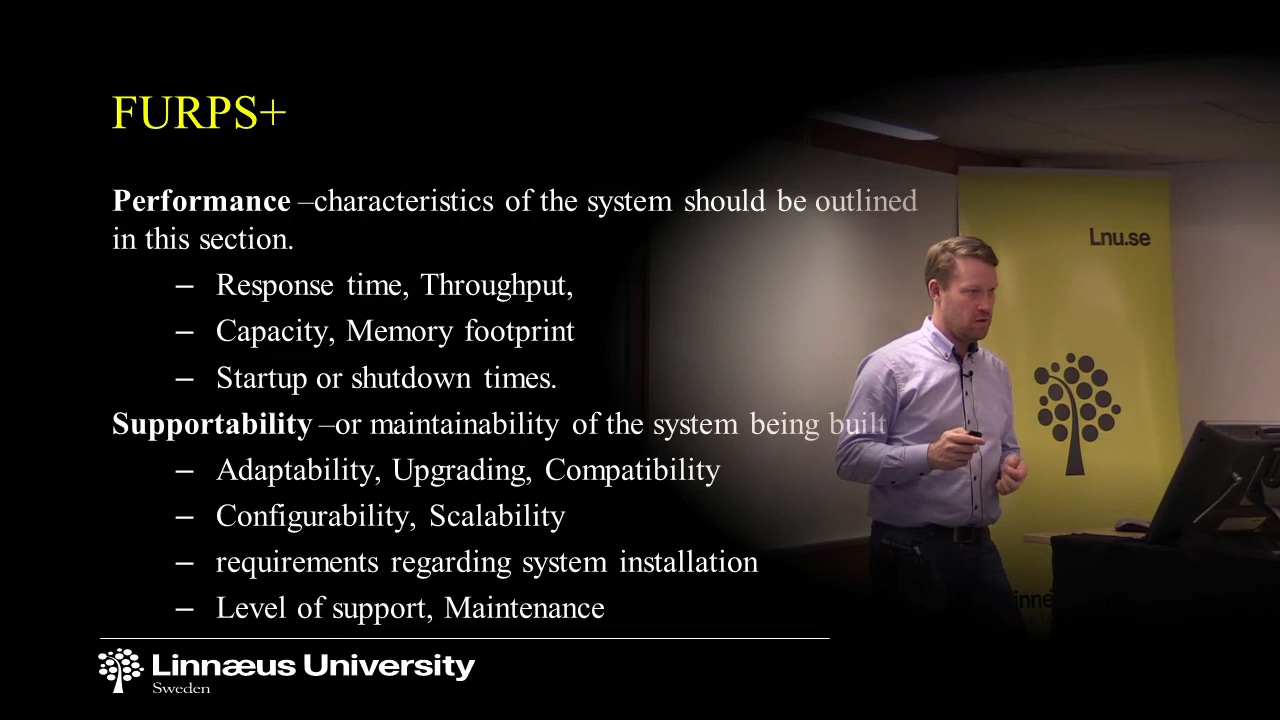 FURPS+
Performance –characteristics of the system should be outlined
in this section.
– Response time, Throughput,
– Capacity, Memory footprint
– Startup or shutdown times.
Supportability –or maintainability of the system being built
– Adaptability, Upgrading, Compatibility
– Configurability, Scalability
– requirements regarding system installation
– Level of support, Maintenance
Linnæus University
Sweden
Lnu.se